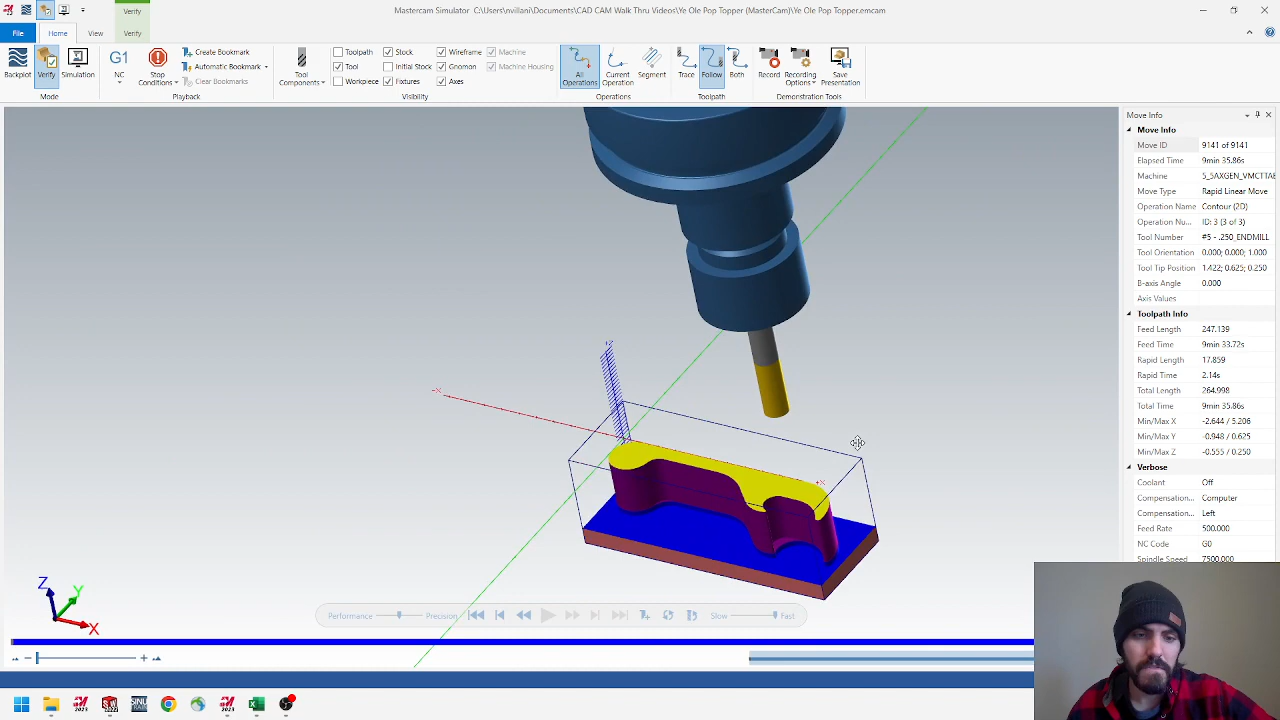 Mastercam Simulator C:\Users\nvillani\Documents\CAD CAM Walk Thru Videos\Ye Ole Pop Topper (MasterCam)\Ye Ole Pop Topper.emcam
Verify
File
Home
View
Verify
Backplot
Verify
Simulation
Mode
G1
NC
Stop
Conditions
Create Bookmark
Automatic Bookmark
Clear Bookmarks
Playback
Tool
Components
Toolpath
Stock
Wireframe
Machine
Tool
Initial Stock
Gnomon
Machine Housing
Workpiece
Fixtures
Axes
Visibility
All
Operations
Current
Operation
Segment
Operations
Trace
Follow
Both
Toolpath
Record
Recording
Options
Save
Presentation
Demonstration Tools
Move Info
Move Info
Move ID 9141 of 9141
Elapsed Time 9min 35.86s
Machine 5_5AXGEN_VMCTTAB
Move Type Rapid Linear Move
Operation Name Contour (2D)
Operation Nu... ID: 3 (3 of 3)
Tool Number #5 - .250_ENDMILL
Tool Orientation 0.000; 0.000; 1.000
Tool Tip Position 1.422; 0.625; 0.250
B-axis Angle 0.000
Axis Values
Toolpath Info
Feed Length 247.139
Feed Time 9min 33.72s
Rapid Length 17.859
Rapid Time 2.14s
Total Length 264.998
Total Time 9min 35.86s
Min/Max X -2.644 / 5.206
Min/Max Y -0.948 / 0.625
Min/Max Z -0.555 / 0.250
Verbose
Coolant Off
Compensation... Computer
Compensation... Left
Feed Rate 500.000
NC Code G0
Spindle Speed 7500.000
-X
+X
Z
Y
X
Performance
Precision
Slow
Fast
2023
SINU
2023